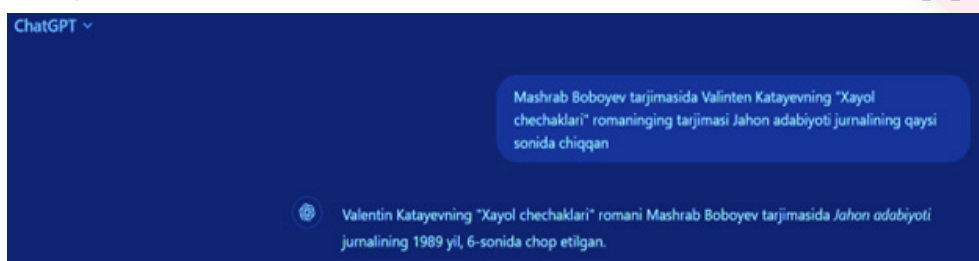 ChatGPT
Mashrab Boboyev tarjimasida Valinten Katayevning "Xayol
chechaklari" romaninging tarjimasi Jahon adabiyoti jurnalining qaysi
sonida chiqqan
Valentin Katayevning "Xayol chechaklari" romani Mashrab Boboyev tarjimasida Jahon adabiyoti
jurnalining 1989 yil, 6-sonida chop etilgan.